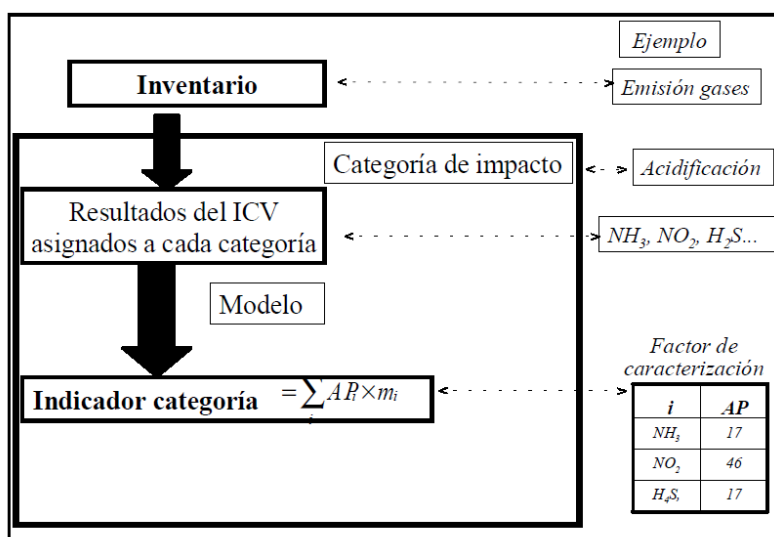 Ejemplo
Inventario
Emisión gases
Categoría de impacto
Acidificación
Resultados del ICV
asignados a cada categoría
NH₃, NO₂, H₂S...
Modelo
Factor de
caracterización
Indicador categoría = ∑ APᵢ × mᵢ
i
i AP
NH₃ 17
NO₂ 46
H₄S, 17